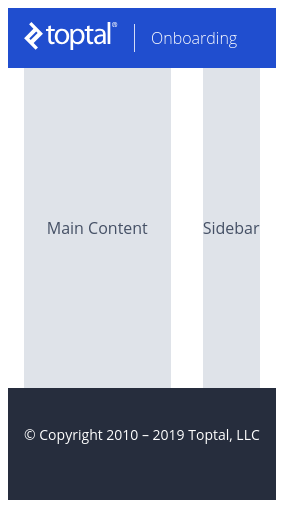 toptal® Onboarding
Main Content Sidebar
© Copyright 2010 – 2019 Toptal, LLC